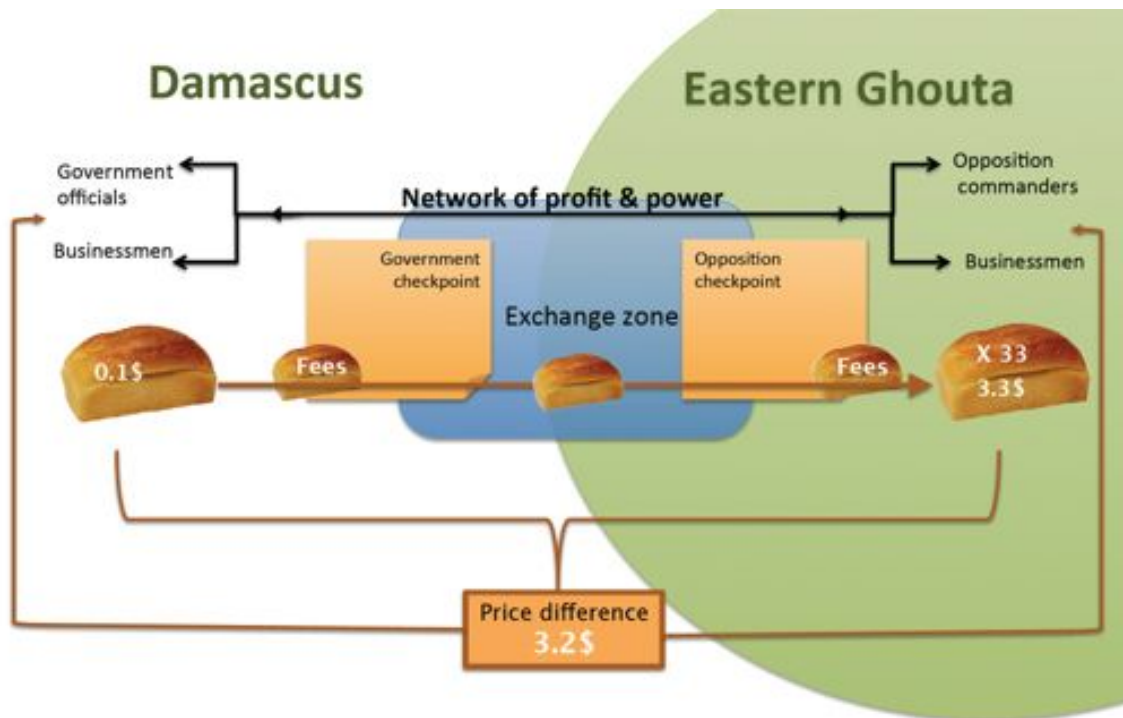 Damascus
Eastern Ghouta
Government
officials
Businessmen
Network of profit & power
Opposition
commanders
Businessmen
Government
checkpoint
Opposition
checkpoint
Exchange zone
0.1$
Fees
Fees
X 33
3.3$
Price difference
3.2$